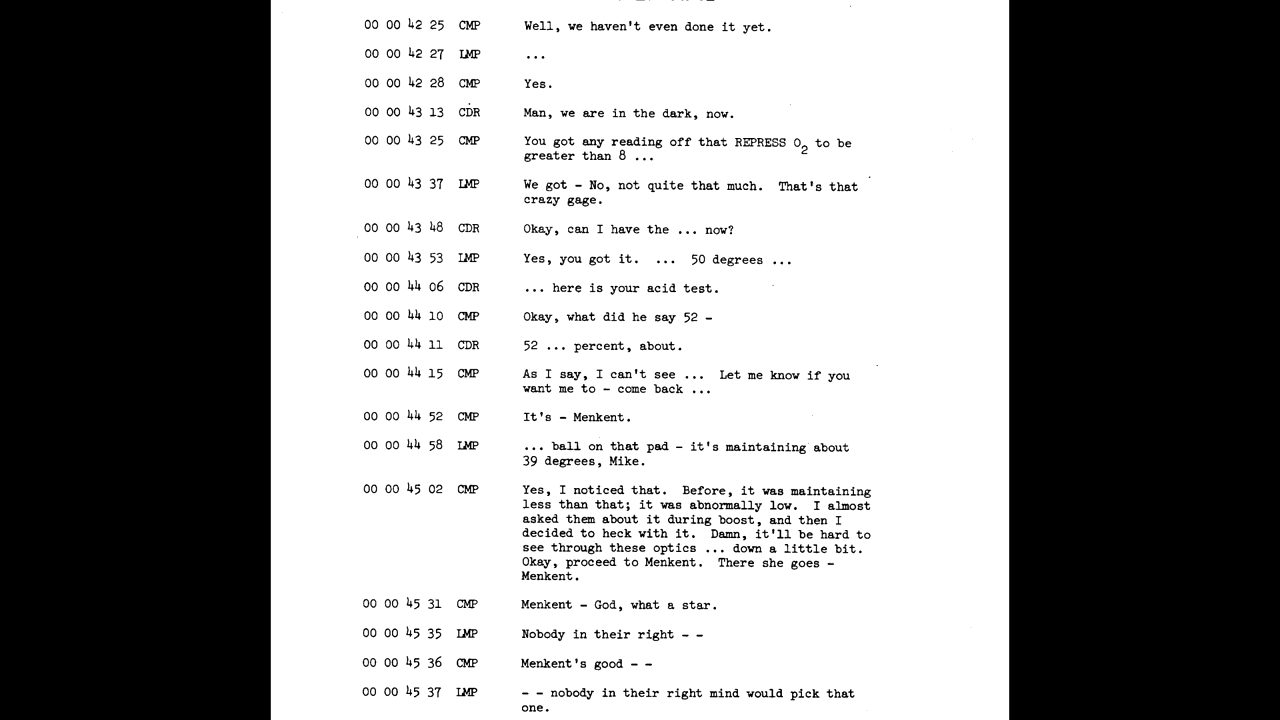 00 00 42 25 CMP Well, we haven't even done it yet.
00 00 42 27 LMP ...
00 00 42 28 CMP Yes.
00 00 43 13 CDR Man, we are in the dark, now.
00 00 43 25 CMP You got any reading off that REPRESS O2 to be
greater than 8 ...
00 00 43 37 LMP We got - No, not quite that much. That's that
crazy gage.
00 00 43 48 CDR Okay, can I have the ... now?
00 00 43 53 LMP Yes, you got it. ... 50 degrees ...
00 00 44 06 CDR ... here is your acid test.
00 00 44 10 CMP Okay, what did he say 52 -
00 00 44 11 CDR 52 ... percent, about.
00 00 44 15 CMP As I say, I can't see ... Let me know if you
want me to - come back ...
00 00 44 52 CMP It's - Menkent.
00 00 44 58 LMP ... ball on that pad - it's maintaining about
39 degrees, Mike.
00 00 45 02 CMP Yes, I noticed that. Before, it was maintaining
less than that; it was abnormally low. I almost
asked them about it during boost, and then I
decided to heck with it. Damn, it'll be hard to
see through these optics ... down a little bit.
Okay, proceed to Menkent. There she goes -
Menkent.
00 00 45 31 CMP Menkent - God, what a star.
00 00 45 35 LMP Nobody in their right - -
00 00 45 36 CMP Menkent's good - -
00 00 45 37 LMP - - nobody in their right mind would pick that
one.